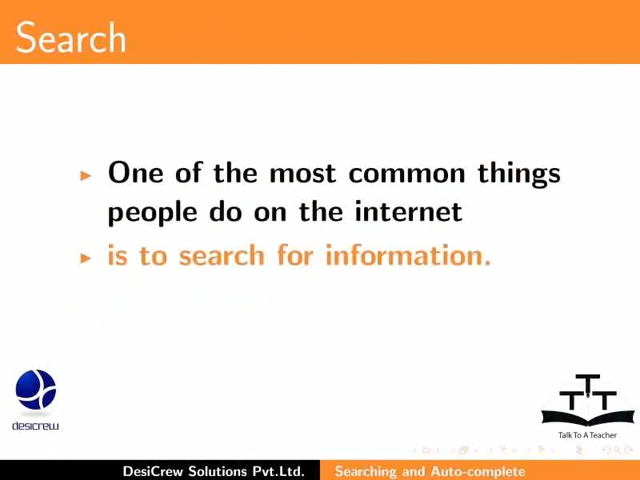 Search
One of the most common things
people do on the internet
is to search for information.
desicrew
TTT
Talk To A Teacher
DesiCrew Solutions Pvt.Ltd. Searching and Auto-complete